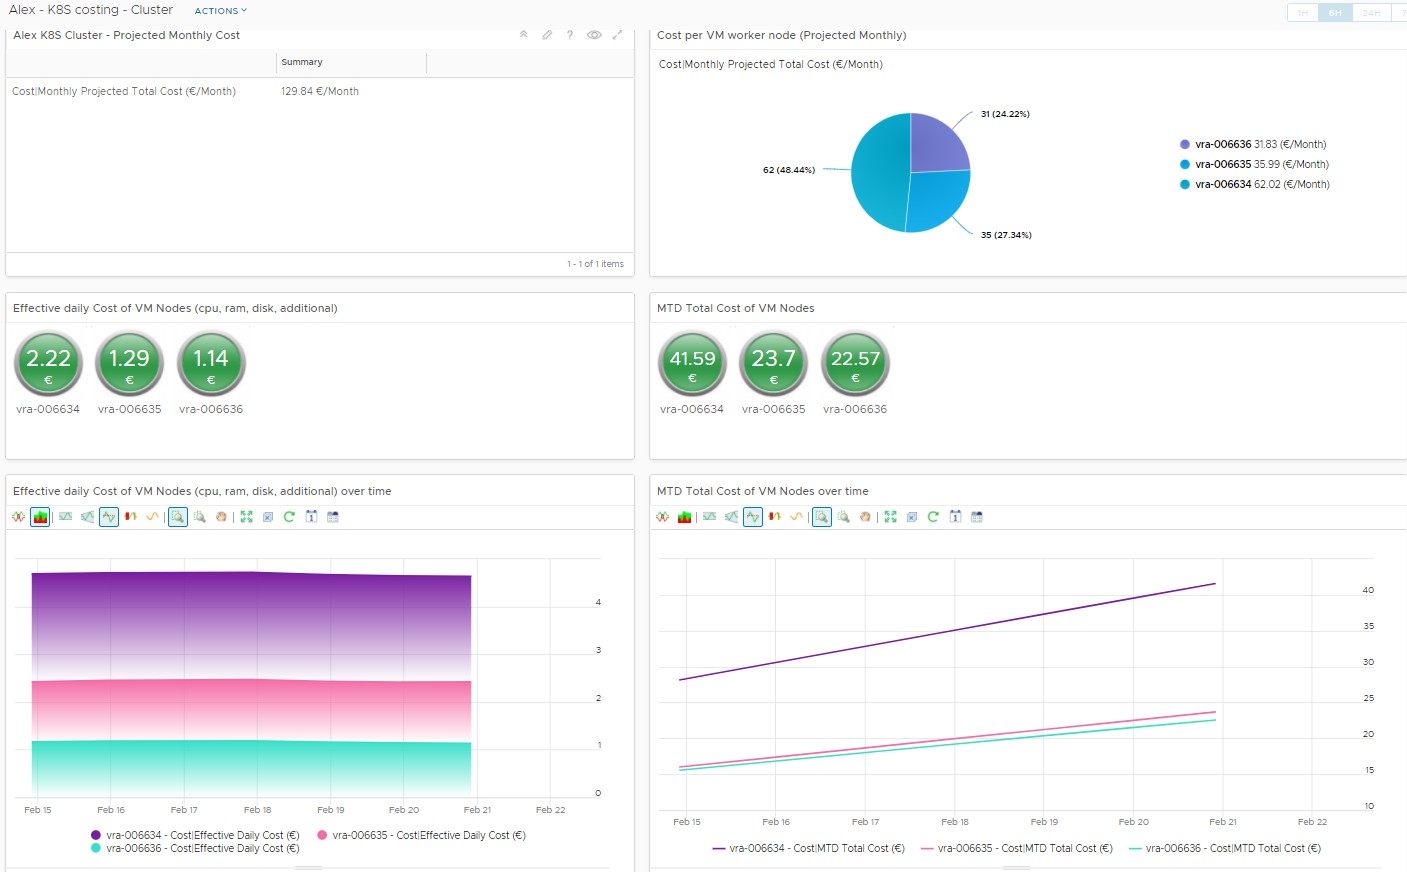 Alex - K8S costing - Cluster ACTIONS
1H 6H 24H 7
Alex K8S Cluster - Projected Monthly Cost
Summary
Cost|Monthly Projected Total Cost (€/Month) 129.84 €/Month
1 - 1 of 1 items
Cost per VM worker node (Projected Monthly)
Cost|Monthly Projected Total Cost (€/Month)
31 (24.22%)
62 (48.44%)
35 (27.34%)
vra-006636 31.83 (€/Month)
vra-006635 35.99 (€/Month)
vra-006634 62.02 (€/Month)
Effective daily Cost of VM Nodes (cpu, ram, disk, additional)
2.22 1.29 1.14
€ € €
vra-006634 vra-006635 vra-006636
MTD Total Cost of VM Nodes
41.59 23.7 22.57
€ € €
vra-006634 vra-006635 vra-006636
Effective daily Cost of VM Nodes (cpu, ram, disk, additional) over time
4
3
2
1
0
Feb 15 Feb 16 Feb 17 Feb 18 Feb 19 Feb 20 Feb 21 Feb 22
vra-006634 - Cost|Effective Daily Cost (€) vra-006635 - Cost|Effective Daily Cost (€)
vra-006636 - Cost|Effective Daily Cost (€)
MTD Total Cost of VM Nodes over time
40
35
30
25
20
15
10
Feb 15 Feb 16 Feb 17 Feb 18 Feb 19 Feb 20 Feb 21 Feb 22
vra-006634 - Cost|MTD Total Cost (€) vra-006635 - Cost|MTD Total Cost (€) vra-006636 - Cost|MTD Total Cost (€)